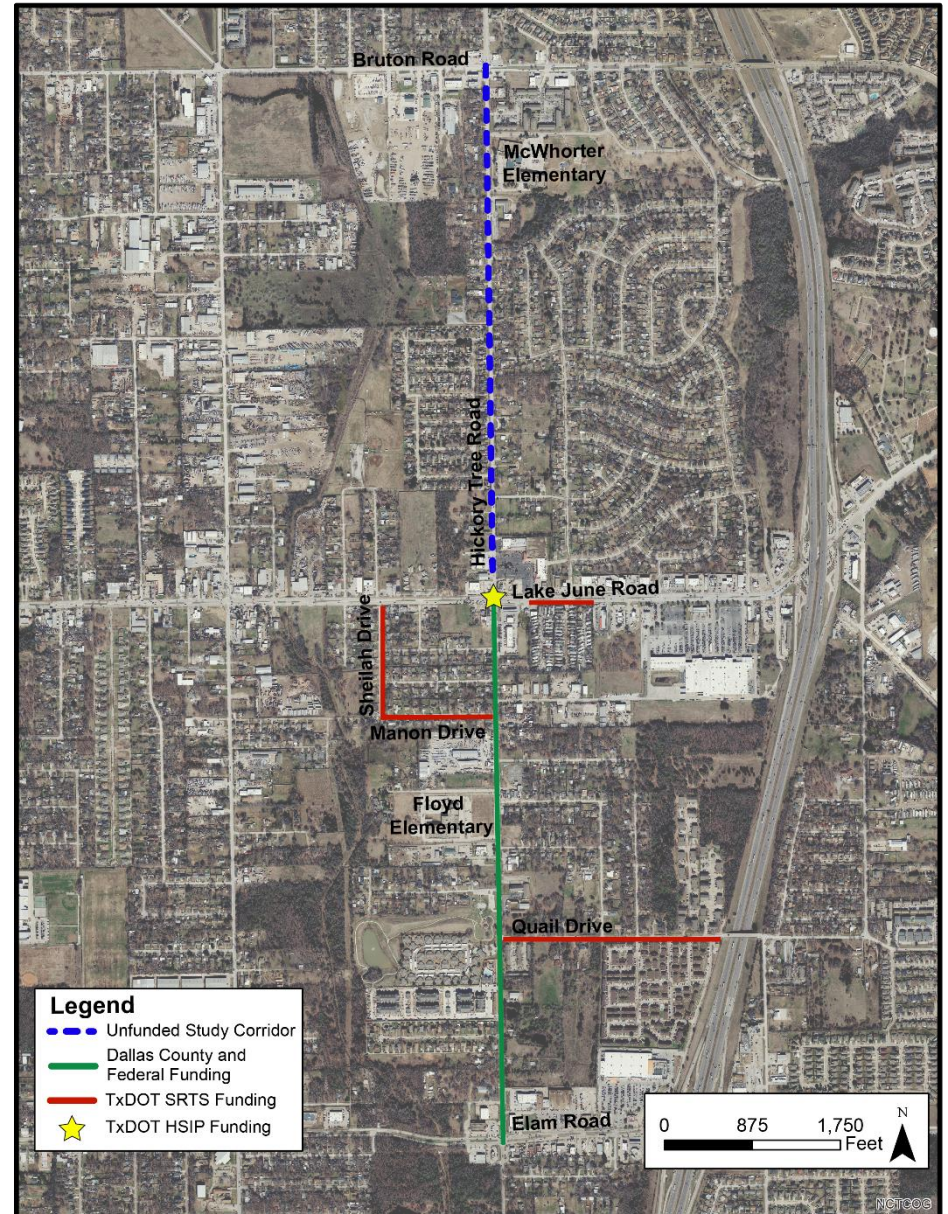 Bruton Road
McWhorter
Elementary
Hickory Tree Road
Lake June Road
Sheilah Drive
Manon Drive
Floyd
Elementary
Quail Drive
Elam Road
Legend
Unfunded Study Corridor
Dallas County and
Federal Funding
TxDOT SRTS Funding
TxDOT HSIP Funding
0 875 1,750
Feet
N
NCTCOG